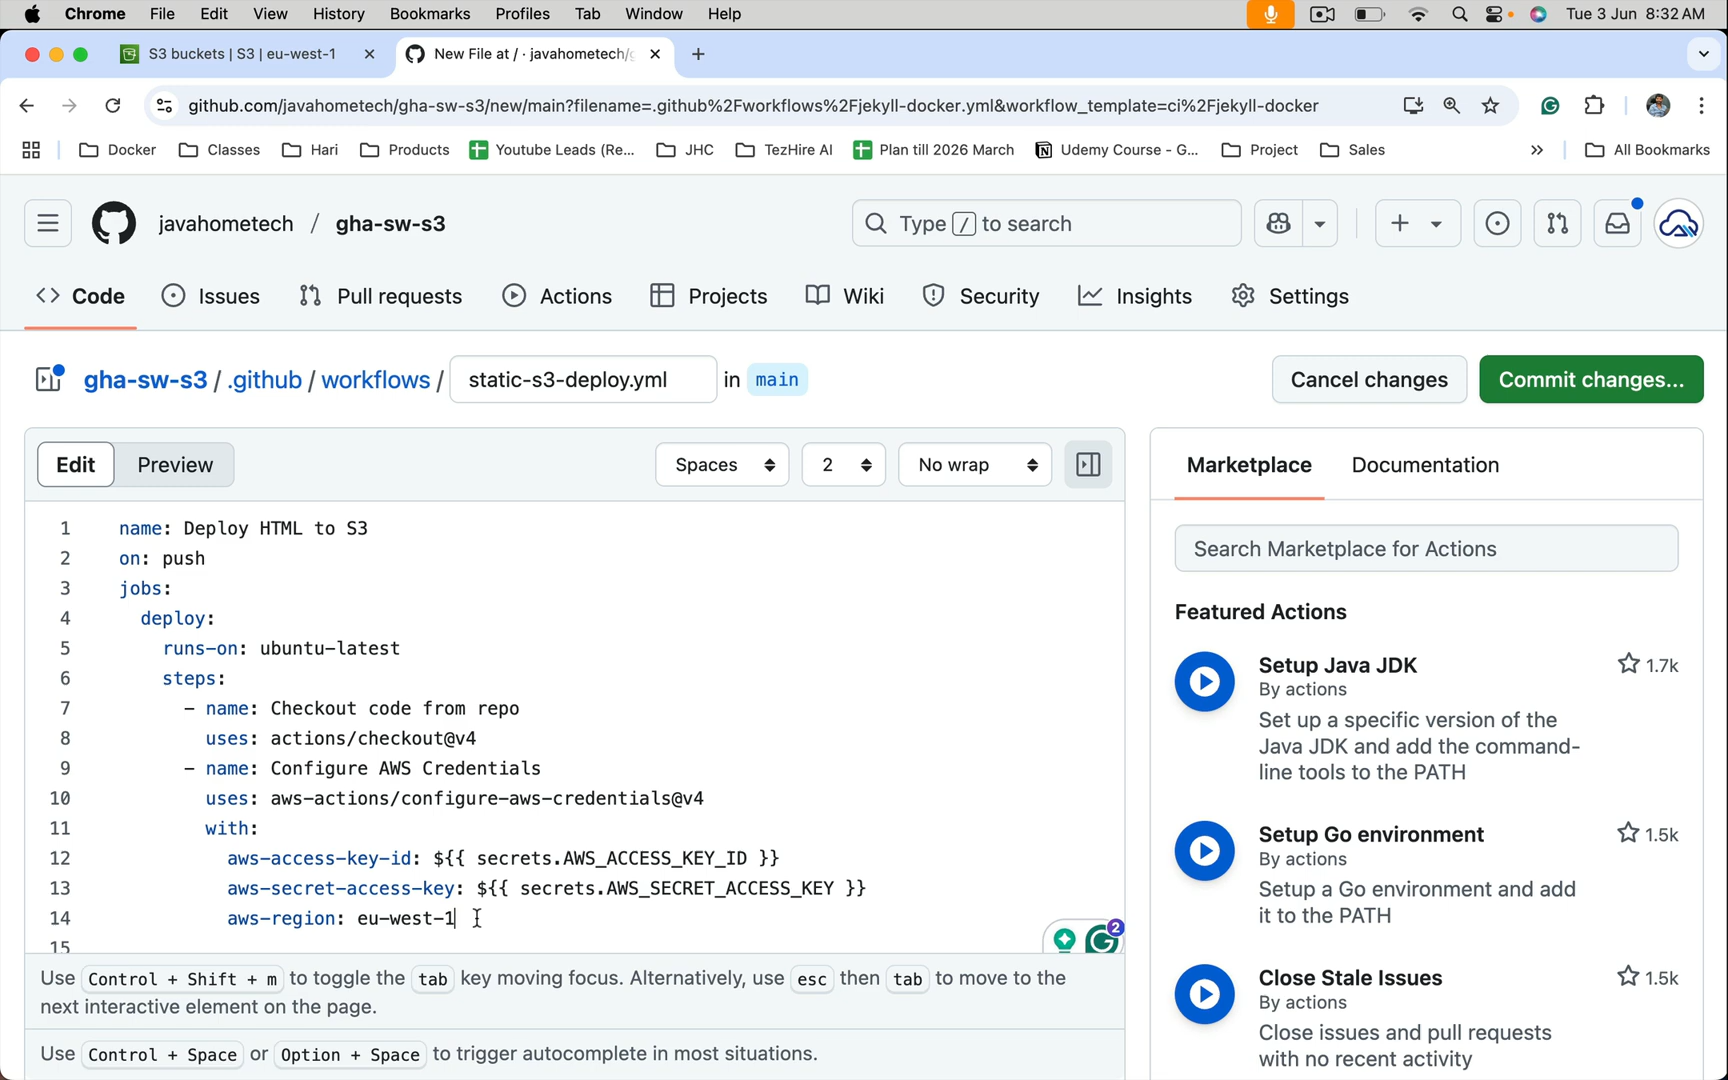 Chrome File Edit View History Bookmarks Profiles Tab Window Help Tue 3 Jun 8:32 AM
S3 buckets | S3 | eu-west-1 New File at / · javahometech/g
github.com/javahometech/gha-sw-s3/new/main?filename=.github%2Fworkflows%2Fjekyll-docker.yml&workflow_template=ci%2Fjekyll-docker
Docker Classes Hari Products Youtube Leads (Re... JHC TezHire AI Plan till 2026 March Udemy Course - G... Project Sales » All Bookmarks
javahometech / gha-sw-s3 Type / to search
Code Issues Pull requests Actions Projects Wiki Security Insights Settings
gha-sw-s3 / .github / workflows / static-s3-deploy.yml in main Cancel changes Commit changes...
Edit Preview Spaces 2 No wrap
1 name: Deploy HTML to S3
2 on: push
3 jobs:
4 deploy:
5 runs-on: ubuntu-latest
6 steps:
7 - name: Checkout code from repo
8 uses: actions/checkout@v4
9 - name: Configure AWS Credentials
10 uses: aws-actions/configure-aws-credentials@v4
11 with:
12 aws-access-key-id: ${{ secrets.AWS_ACCESS_KEY_ID }}
13 aws-secret-access-key: ${{ secrets.AWS_SECRET_ACCESS_KEY }}
14 aws-region: eu-west-1
15
2
Use Control + Shift + m to toggle the tab key moving focus. Alternatively, use esc then tab to move to the
next interactive element on the page.
Use Control + Space or Option + Space to trigger autocomplete in most situations.
Marketplace Documentation
Search Marketplace for Actions
Featured Actions
Setup Java JDK 1.7k
By actions
Set up a specific version of the
Java JDK and add the command-
line tools to the PATH
Setup Go environment 1.5k
By actions
Setup a Go environment and add
it to the PATH
Close Stale Issues 1.5k
By actions
Close issues and pull requests
with no recent activity